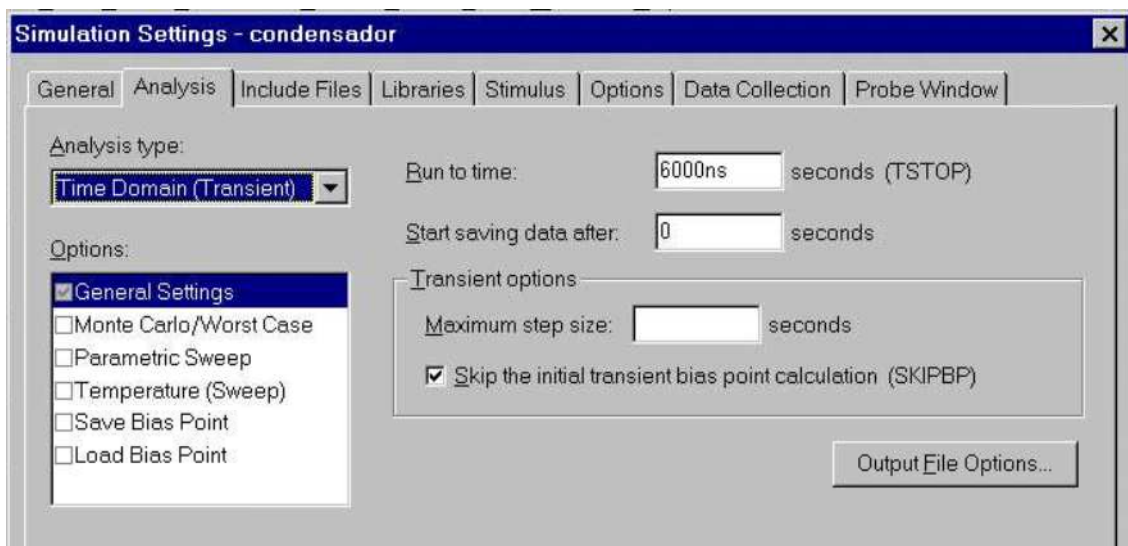 Simulation Settings - condensador
General Analysis Include Files Libraries Stimulus Options Data Collection Probe Window
Analysis type:
Time Domain (Transient)
Run to time: 6000ns seconds (TSTOP)
Start saving data after: 0 seconds
Options:
General Settings
Monte Carlo/Worst Case
Parametric Sweep
Temperature (Sweep)
Save Bias Point
Load Bias Point
Transient options
Maximum step size: seconds
Skip the initial transient bias point calculation (SKIPBP)
Output File Options...